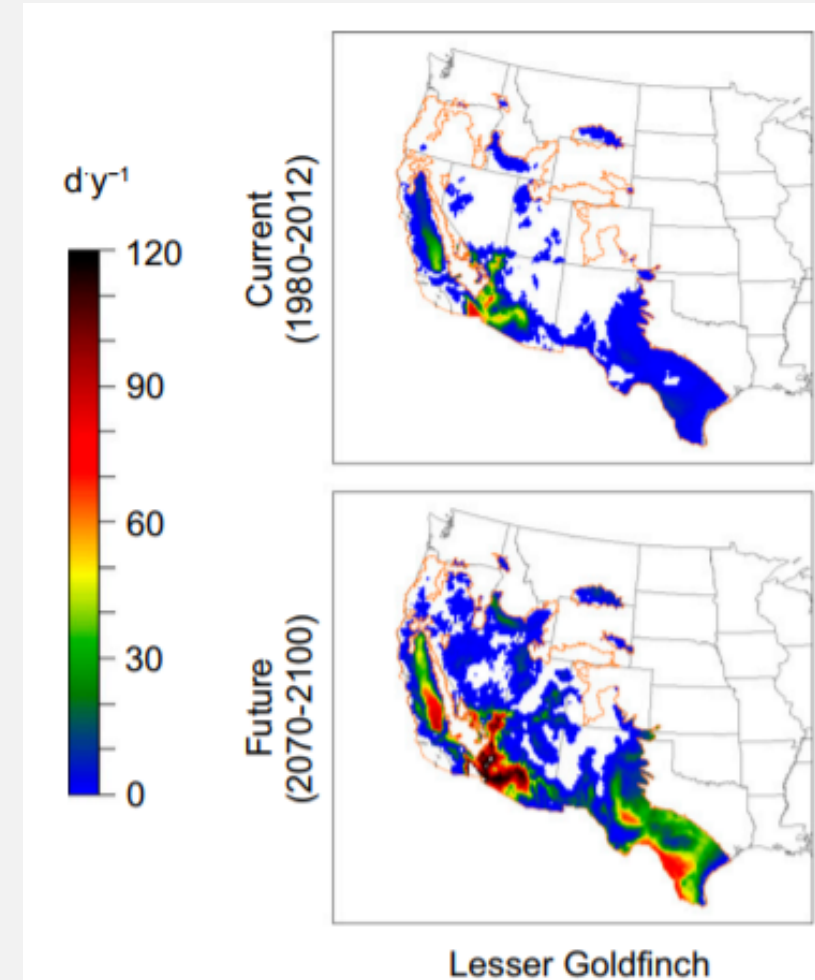 d·y⁻¹
120
90
60
30
0
Current
(1980-2012)
Future
(2070-2100)
Lesser Goldfinch